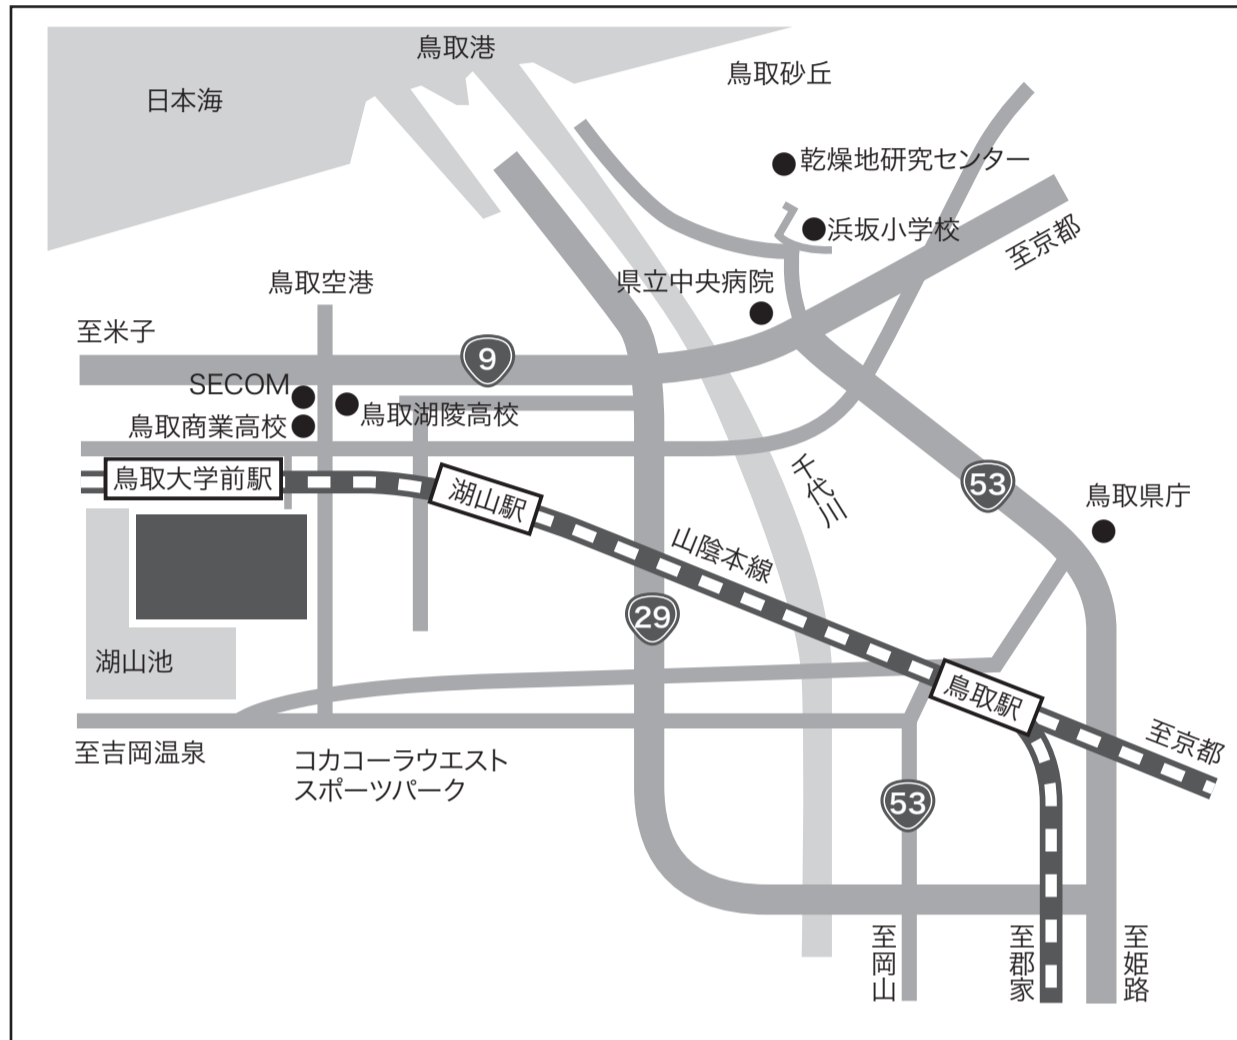 鳥取港
鳥取砂丘
日本海
乾燥地研究センター
浜坂小学校
至京都
鳥取空港
県立中央病院
至米子
9
SECOM
鳥取湖陵高校
鳥取商業高校
鳥取大学前駅
湖山駅
千代川
53
鳥取県庁
山陰本線
29
湖山池
鳥取駅
至京都
至吉岡温泉
コカコーラウエスト
スポーツパーク
53
至岡山
至郡家
至姫路